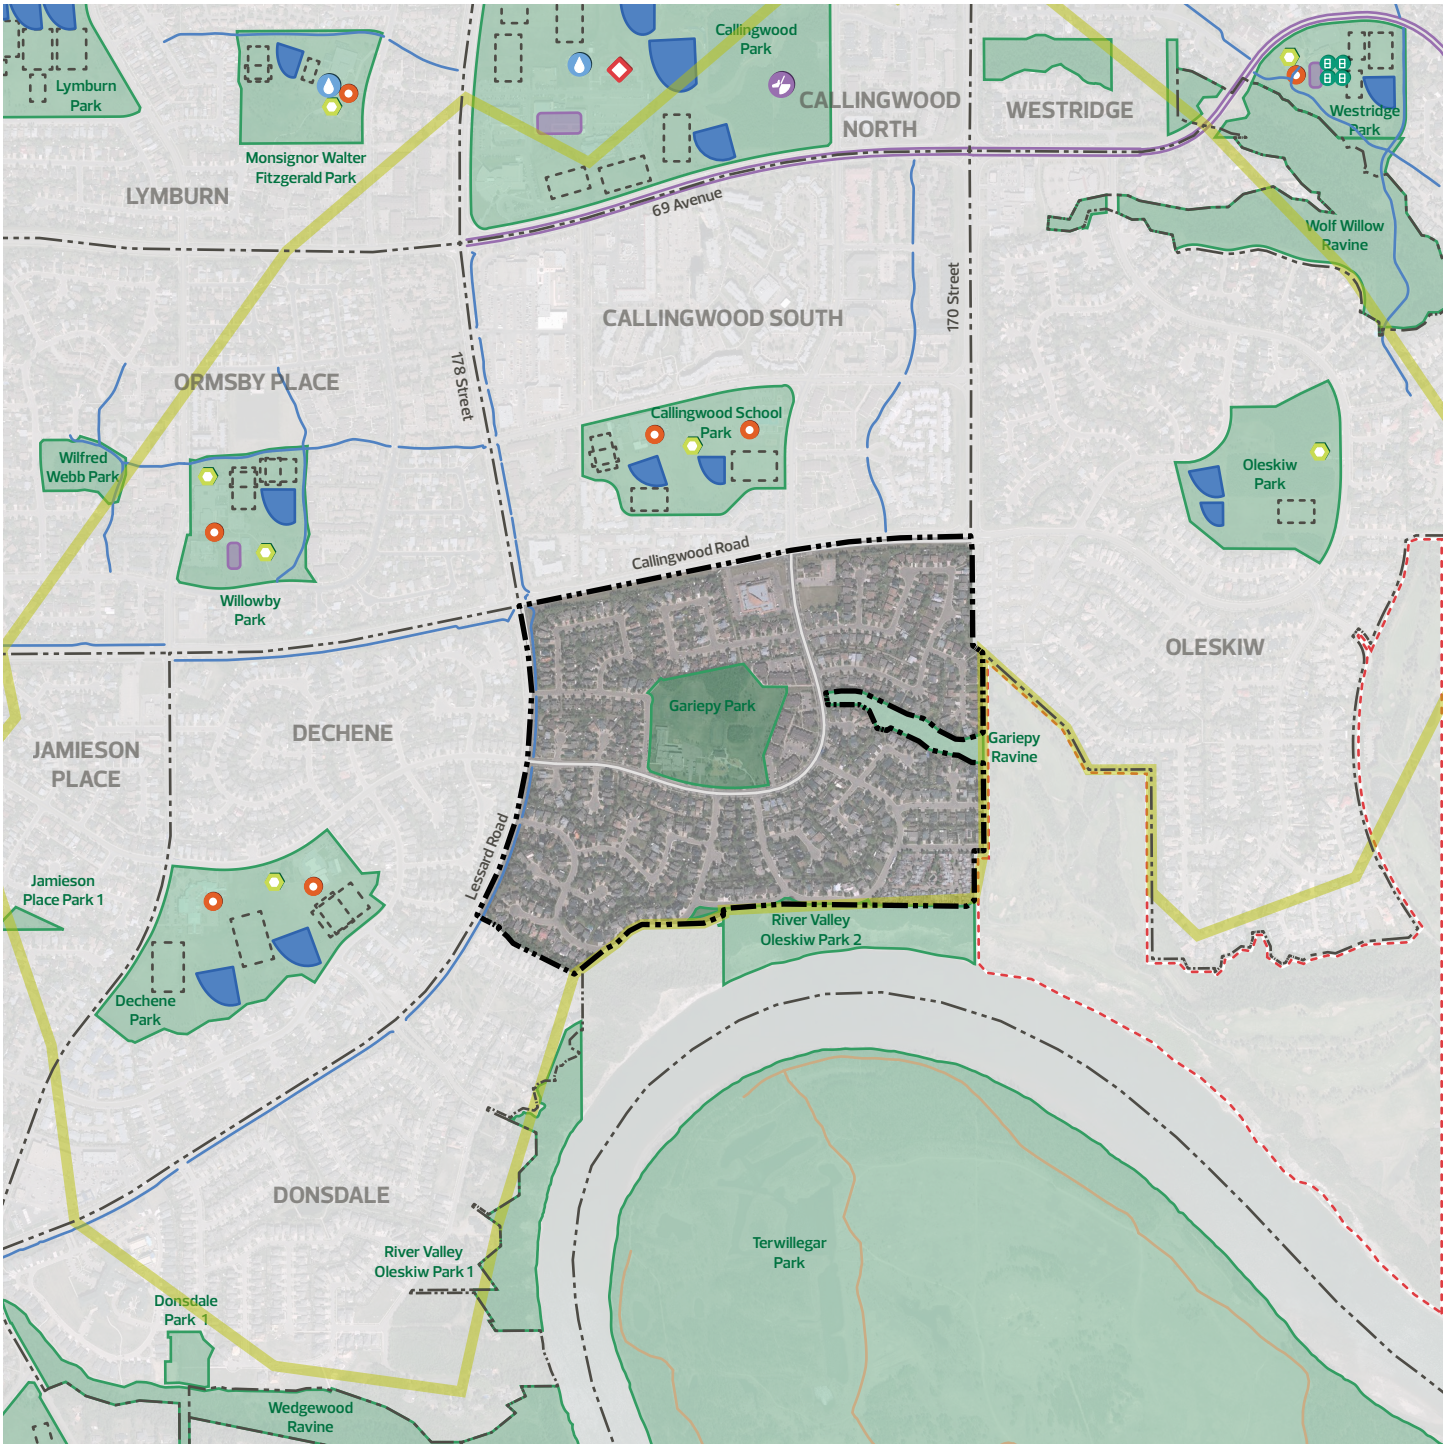 Callingwood
Park
Lymburn
Park
CALLINGWOOD
NORTH
WESTRIDGE
Westridge
Park
Monsignor Walter
Fitzgerald Park
LYMBURN
69 Avenue
Wolf Willow
Ravine
170 Street
CALLINGWOOD SOUTH
178 Street
ORMSBY PLACE
Callingwood School
Park
Wilfred
Webb Park
Oleskiw
Park
Callingwood Road
Willowby
Park
OLESKIW
Gariepy Park
DECHENE
JAMIESON
PLACE
Gariepy
Ravine
Lessard Road
Jamieson
Place Park 1
River Valley
Oleskiw Park 2
Dechene
Park
DONSDALE
River Valley
Oleskiw Park 1
Terwillegar
Park
Donsdale
Park 1
Wedgewood
Ravine